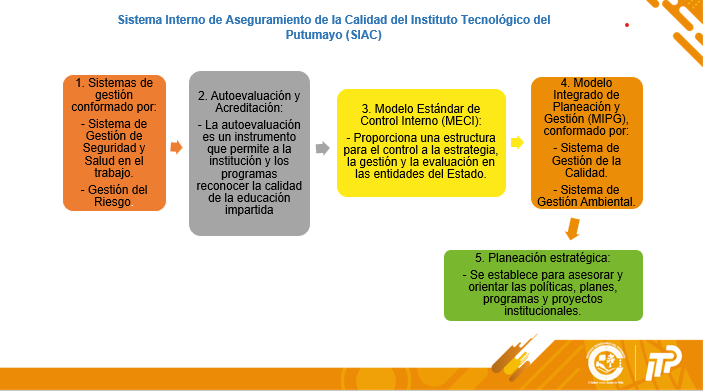 Sistema Interno de Aseguramiento de la Calidad del Instituto Tecnológico del
Putumayo (SIAC)
1. Sistemas de
gestión
conformado por:
- Sistema de
Gestión de
Seguridad y
Salud en el
trabajo.
- Gestión del
Riesgo
2. Autoevaluación y
Acreditación:
- La autoevaluación
es un instrumento
que permite a la
institución y los
programas
reconocer la calidad
de la educación
impartida
3. Modelo Estándar de
Control Interno (MECI):
- Proporciona una estructura
para el control a la estrategia,
la gestión y la evaluación en
las entidades del Estado.
4. Modelo
Integrado de
Planeación y
Gestión (MIPG),
conformado por:
- Sistema de
Gestión de la
Calidad.
- Sistema de
Gestión Ambiental.
5. Planeación estratégica:
- Se establece para asesorar y
orientar las políticas, planes,
programas y proyectos
institucionales.